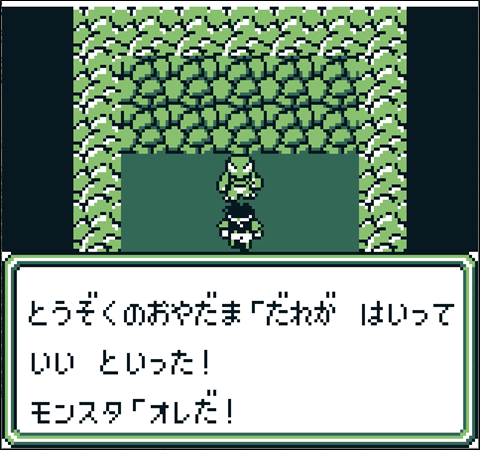 とうぞくのおやだま「だれが　はいって
いい　といった！
モンスタ「オレだ！